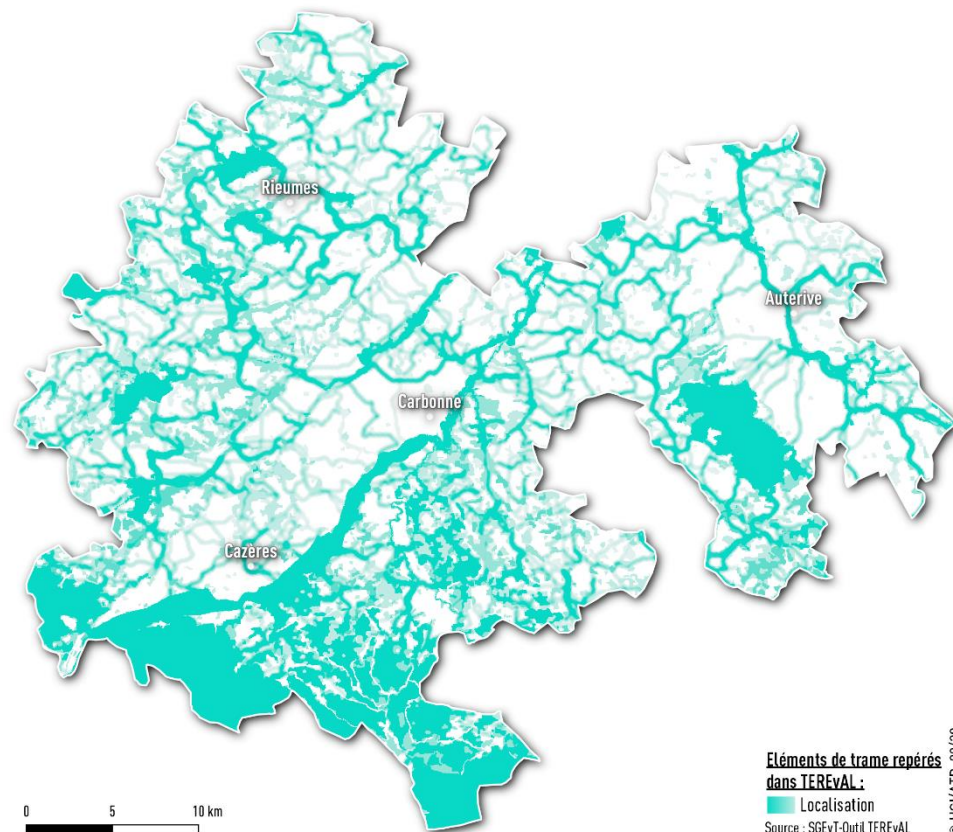 Rieumes
Auterive
Carbonne
Cazères
0 5 10 km
Eléments de trame repérés
dans TEREvAL :
Localisation
Source : SGEvT-Outil TEREvAL